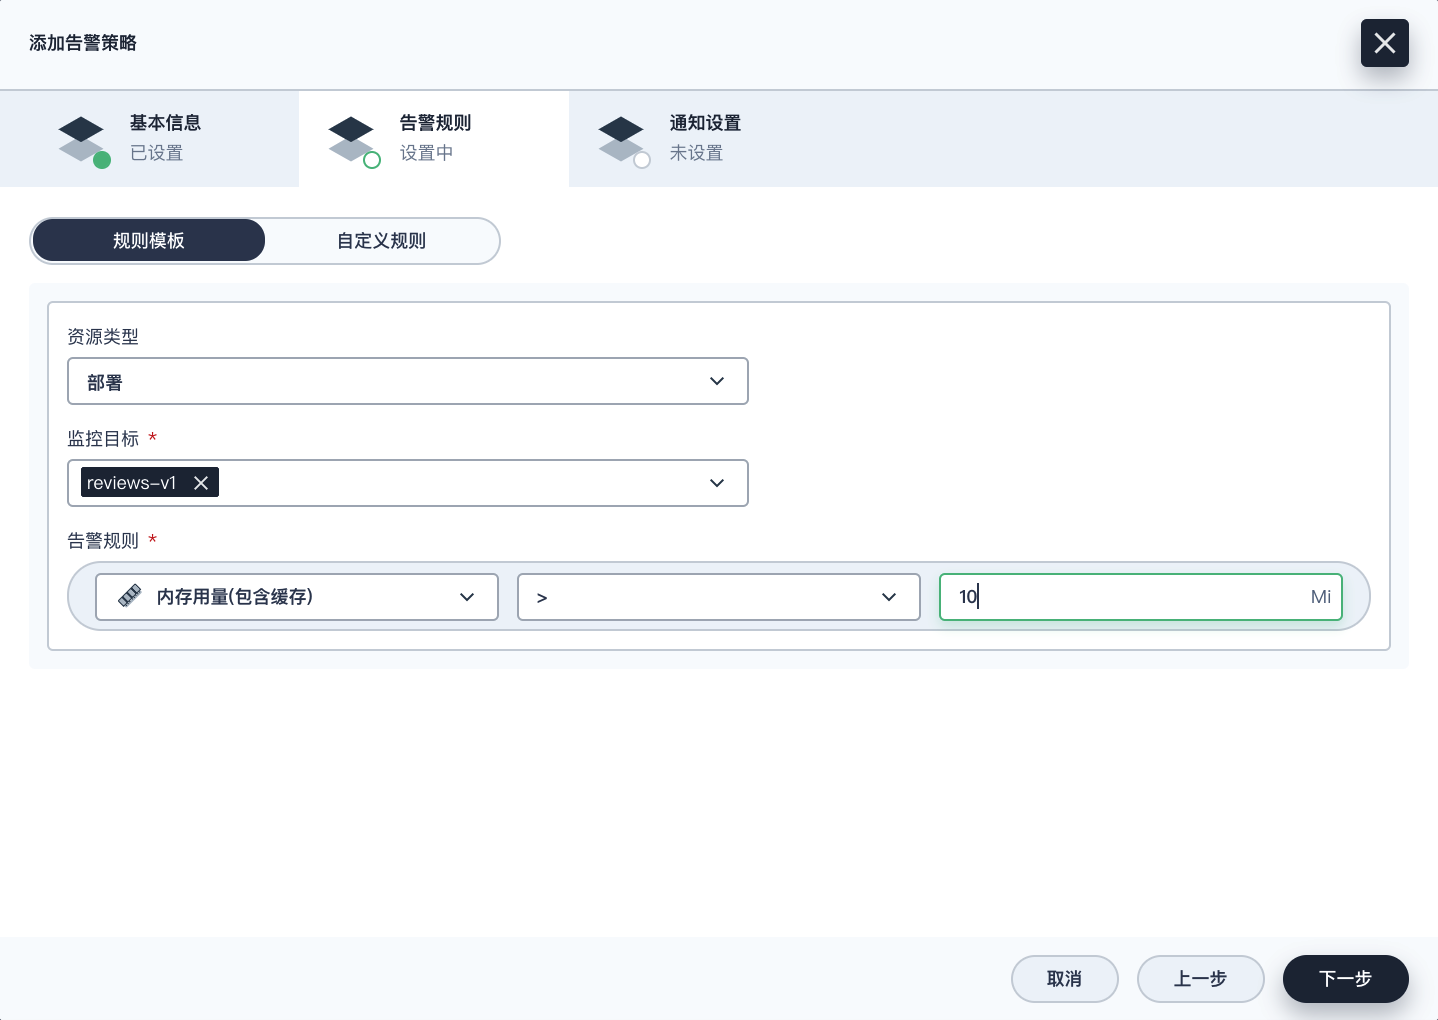 添加告警策略
基本信息
已设置
告警规则
设置中
通知设置
未设置
规则模板
自定义规则
资源类型
部署
监控目标 *
reviews-v1
告警规则 *
内存用量(包含缓存)
>
10
Mi
取消
上一步
下一步